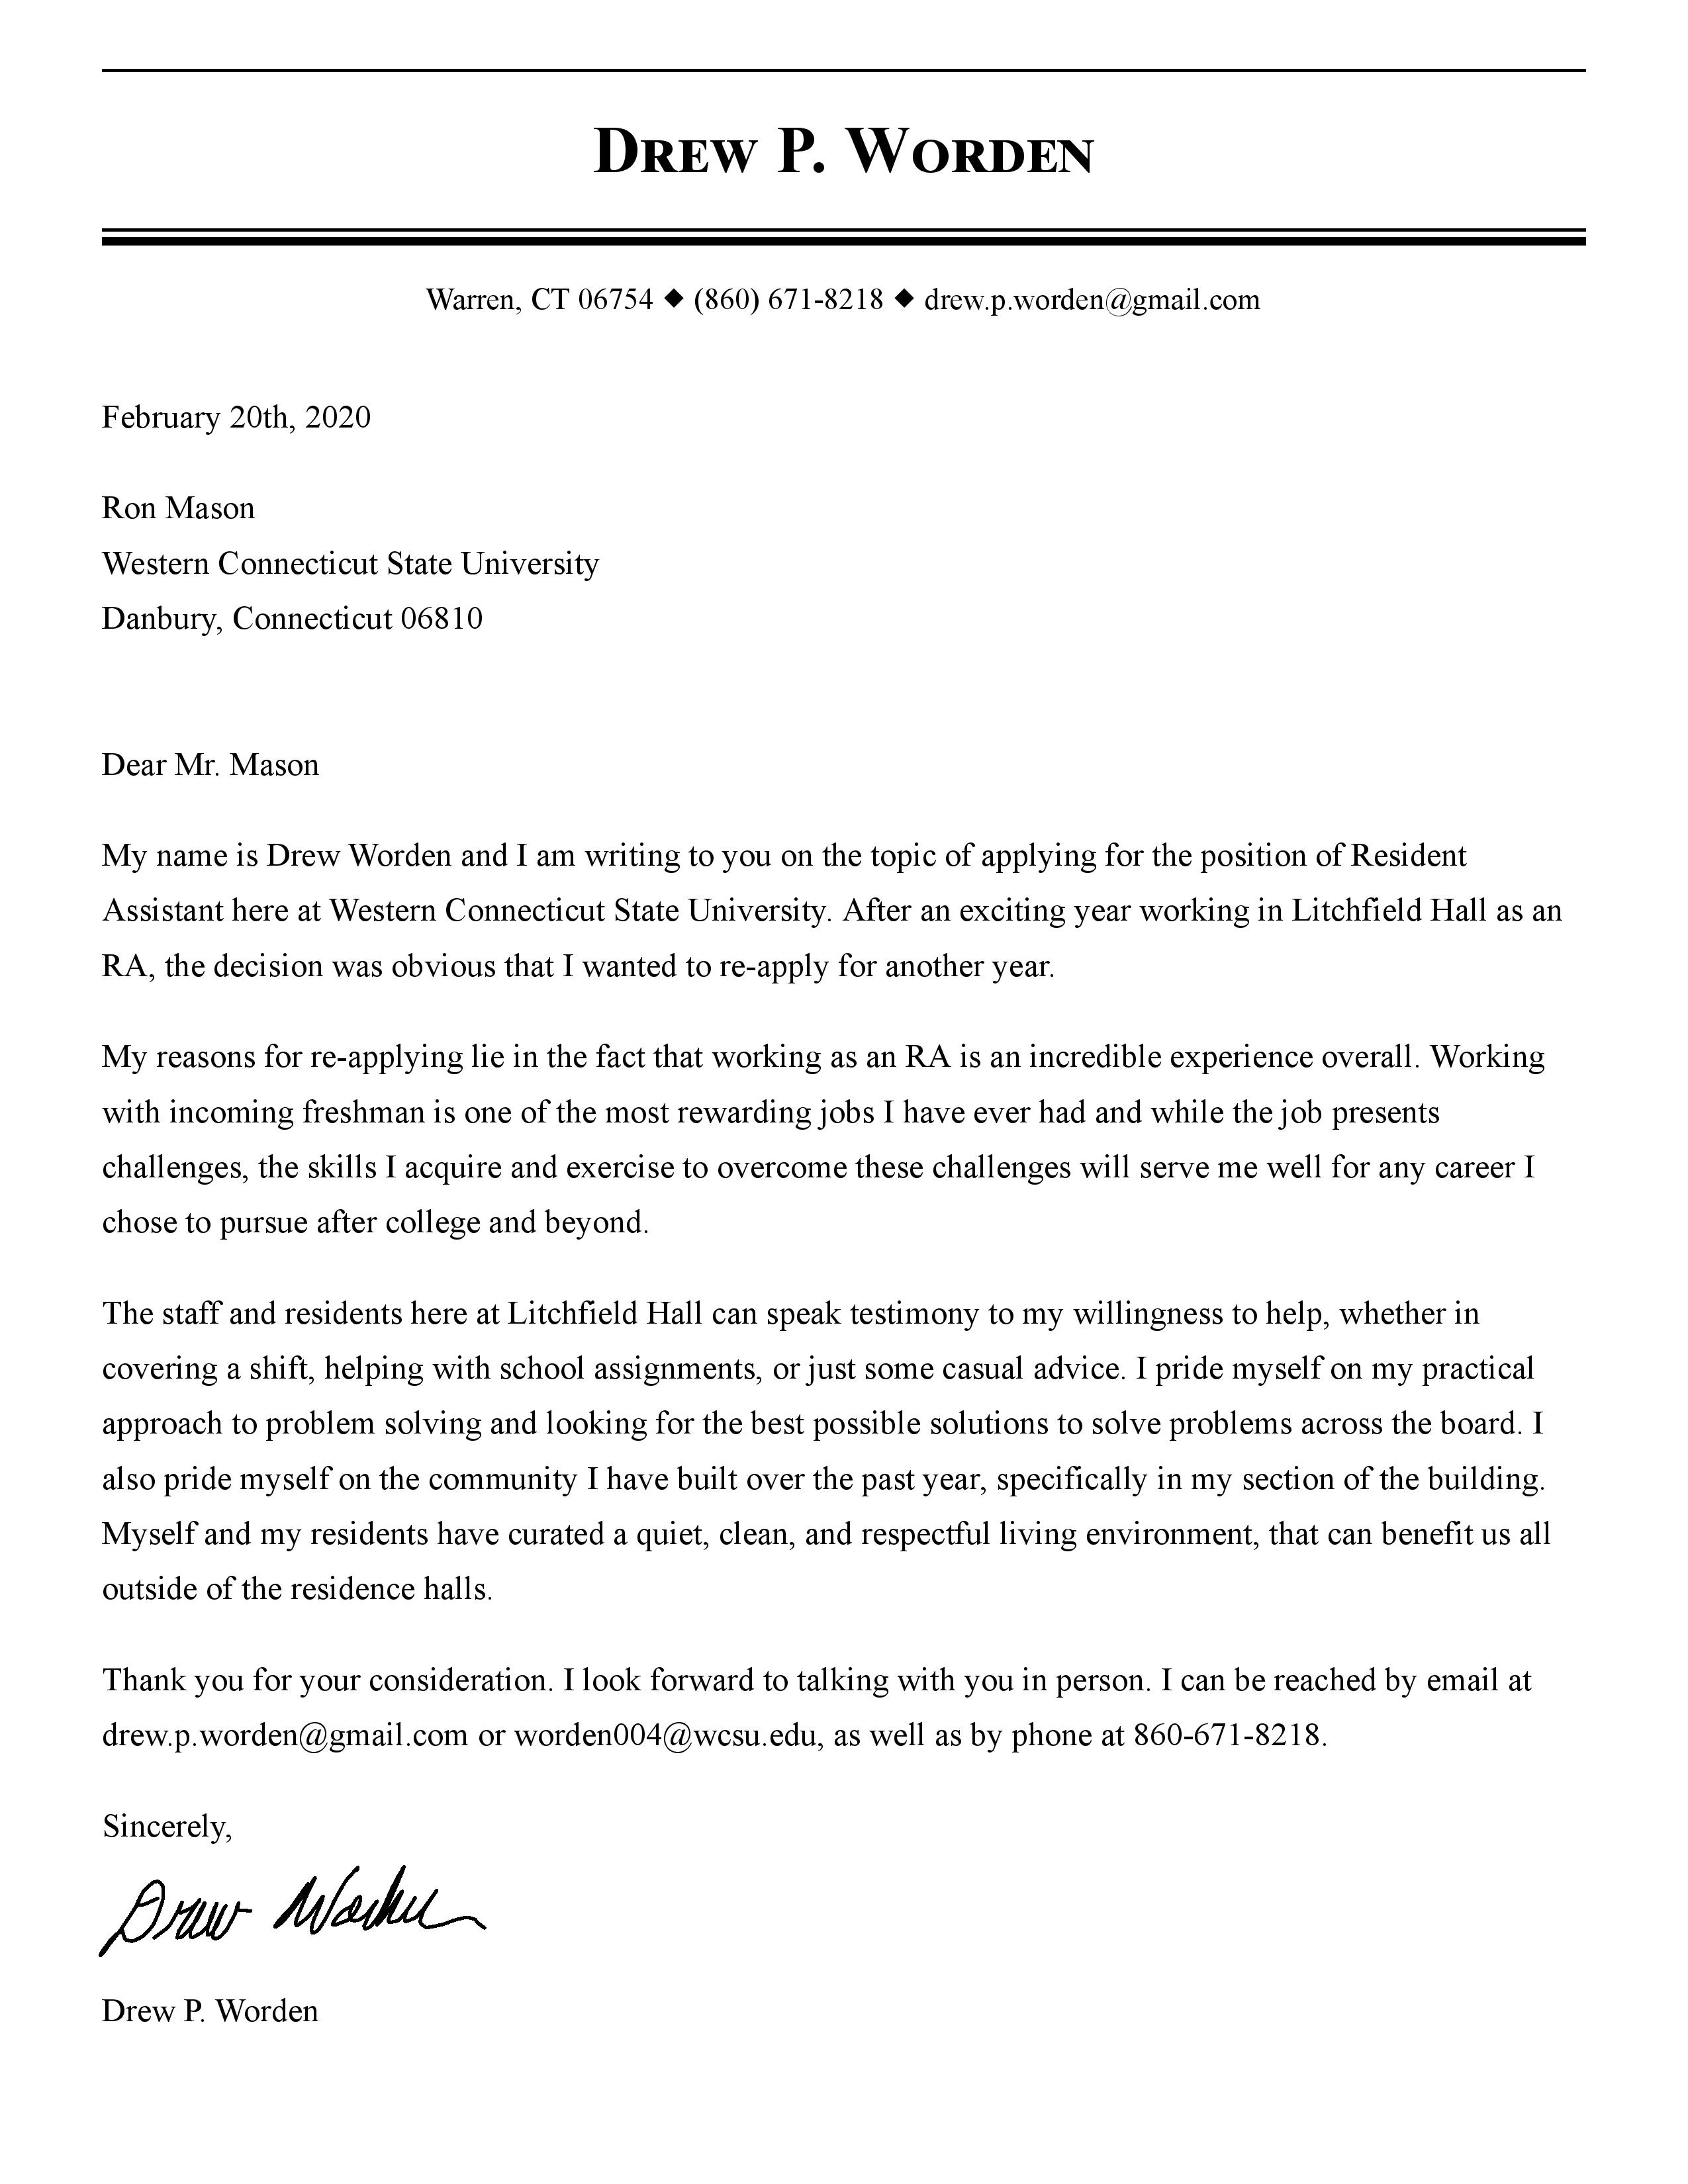 DREW P. WORDEN
Warren, CT 06754 ◆ (860) 671-8218 ◆ drew.p.worden@gmail.com
February 20th, 2020
Ron Mason
Western Connecticut State University
Danbury, Connecticut 06810
Dear Mr. Mason
My name is Drew Worden and I am writing to you on the topic of applying for the position of Resident
Assistant here at Western Connecticut State University. After an exciting year working in Litchfield Hall as an
RA, the decision was obvious that I wanted to re-apply for another year.
My reasons for re-applying lie in the fact that working as an RA is an incredible experience overall. Working
with incoming freshman is one of the most rewarding jobs I have ever had and while the job presents
challenges, the skills I acquire and exercise to overcome these challenges will serve me well for any career I
chose to pursue after college and beyond.
The staff and residents here at Litchfield Hall can speak testimony to my willingness to help, whether in
covering a shift, helping with school assignments, or just some casual advice. I pride myself on my practical
approach to problem solving and looking for the best possible solutions to solve problems across the board. I
also pride myself on the community I have built over the past year, specifically in my section of the building.
Myself and my residents have curated a quiet, clean, and respectful living environment, that can benefit us all
outside of the residence halls.
Thank you for your consideration. I look forward to talking with you in person. I can be reached by email at
drew.p.worden@gmail.com or worden004@wcsu.edu, as well as by phone at 860-671-8218.
Sincerely,
Drew Worden
Drew P. Worden